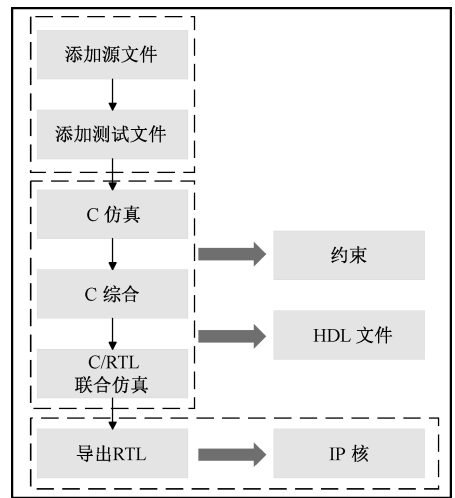 添加源文件
添加测试文件
C 仿真
约束
C 综合
HDL 文件
C/RTL
联合仿真
导出RTL
IP 核